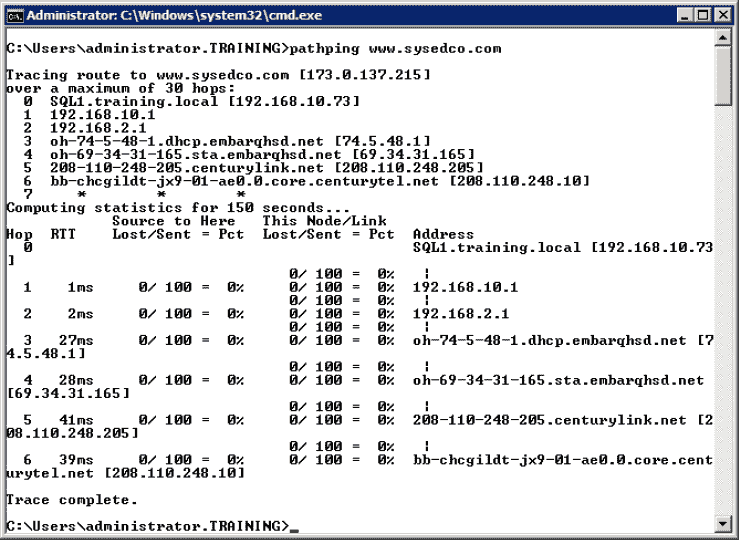 Administrator: C:\Windows\system32\cmd.exe
C:\Users\administrator.TRAINING>pathping www.sysedco.com
Tracing route to www.sysedco.com [173.0.137.215]
over a maximum of 30 hops:
  0  SQL1.training.local [192.168.10.73]
  1  192.168.10.1
  2  192.168.2.1
  3  oh-74-5-48-1.dhcp.embarqhsd.net [74.5.48.1]
  4  oh-69-34-31-165.sta.embarqhsd.net [69.34.31.165]
  5  208-110-248-205.centurylink.net [208.110.248.205]
  6  bb-chcgildt-jx9-01-ae0.0.core.centurytel.net [208.110.248.10]
  7     *        *        *
Computing statistics for 150 seconds...
            Source to Here   This Node/Link
Hop  RTT    Lost/Sent = Pct  Lost/Sent = Pct  Address
  0                                           SQL1.training.local [192.168.10.73
]
                                0/ 100 =  0%   |
  1    1ms     0/ 100 =  0%     0/ 100 =  0%  192.168.10.1
                                0/ 100 =  0%   |
  2    2ms     0/ 100 =  0%     0/ 100 =  0%  192.168.2.1
                                0/ 100 =  0%   |
  3   27ms     0/ 100 =  0%     0/ 100 =  0%  oh-74-5-48-1.dhcp.embarqhsd.net [7
4.5.48.1]
                                0/ 100 =  0%   |
  4   28ms     0/ 100 =  0%     0/ 100 =  0%  oh-69-34-31-165.sta.embarqhsd.net
[69.34.31.165]
                                0/ 100 =  0%   |
  5   41ms     0/ 100 =  0%     0/ 100 =  0%  208-110-248-205.centurylink.net [2
08.110.248.205]
                                0/ 100 =  0%   |
  6   39ms     0/ 100 =  0%     0/ 100 =  0%  bb-chcgildt-jx9-01-ae0.0.core.cent
urytel.net [208.110.248.10]
Trace complete.
C:\Users\administrator.TRAINING>_